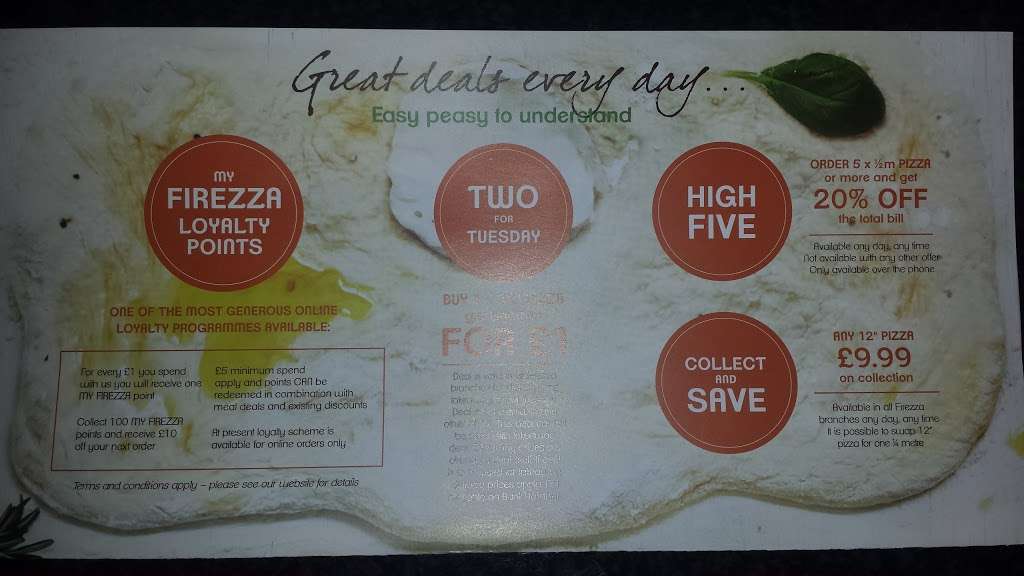 Great deals every day...
Easy peasy to understand
MY
FIREZZA
LOYALTY
POINTS
ONE OF THE MOST GENEROUS ONLINE
LOYALTY PROGRAMMES AVAILABLE:
For every £1 you spend
with us you will receive one
MY FIREZZA point
Collect 100 MY FIREZZA
points and receive £10
off your next order
£5 minimum spend
apply and points CAN be
redeemed in combination with
meal deals and existing discounts
At present loyalty scheme is
available for online orders only
Terms and conditions apply – please see our website for details
TWO
FOR
TUESDAY
BUY
FOR £1
HIGH
FIVE
ORDER 5 x ½m PIZZA
or more and get
20% OFF
the total bill
Available any day, any time
Not available with any other offer
Only available over the phone
COLLECT
AND
SAVE
ANY 12" PIZZA
£9.99
on collection
Available in all Firezza
branches any day, any time
It is possible to swap 12"
pizza for one ¼ metre